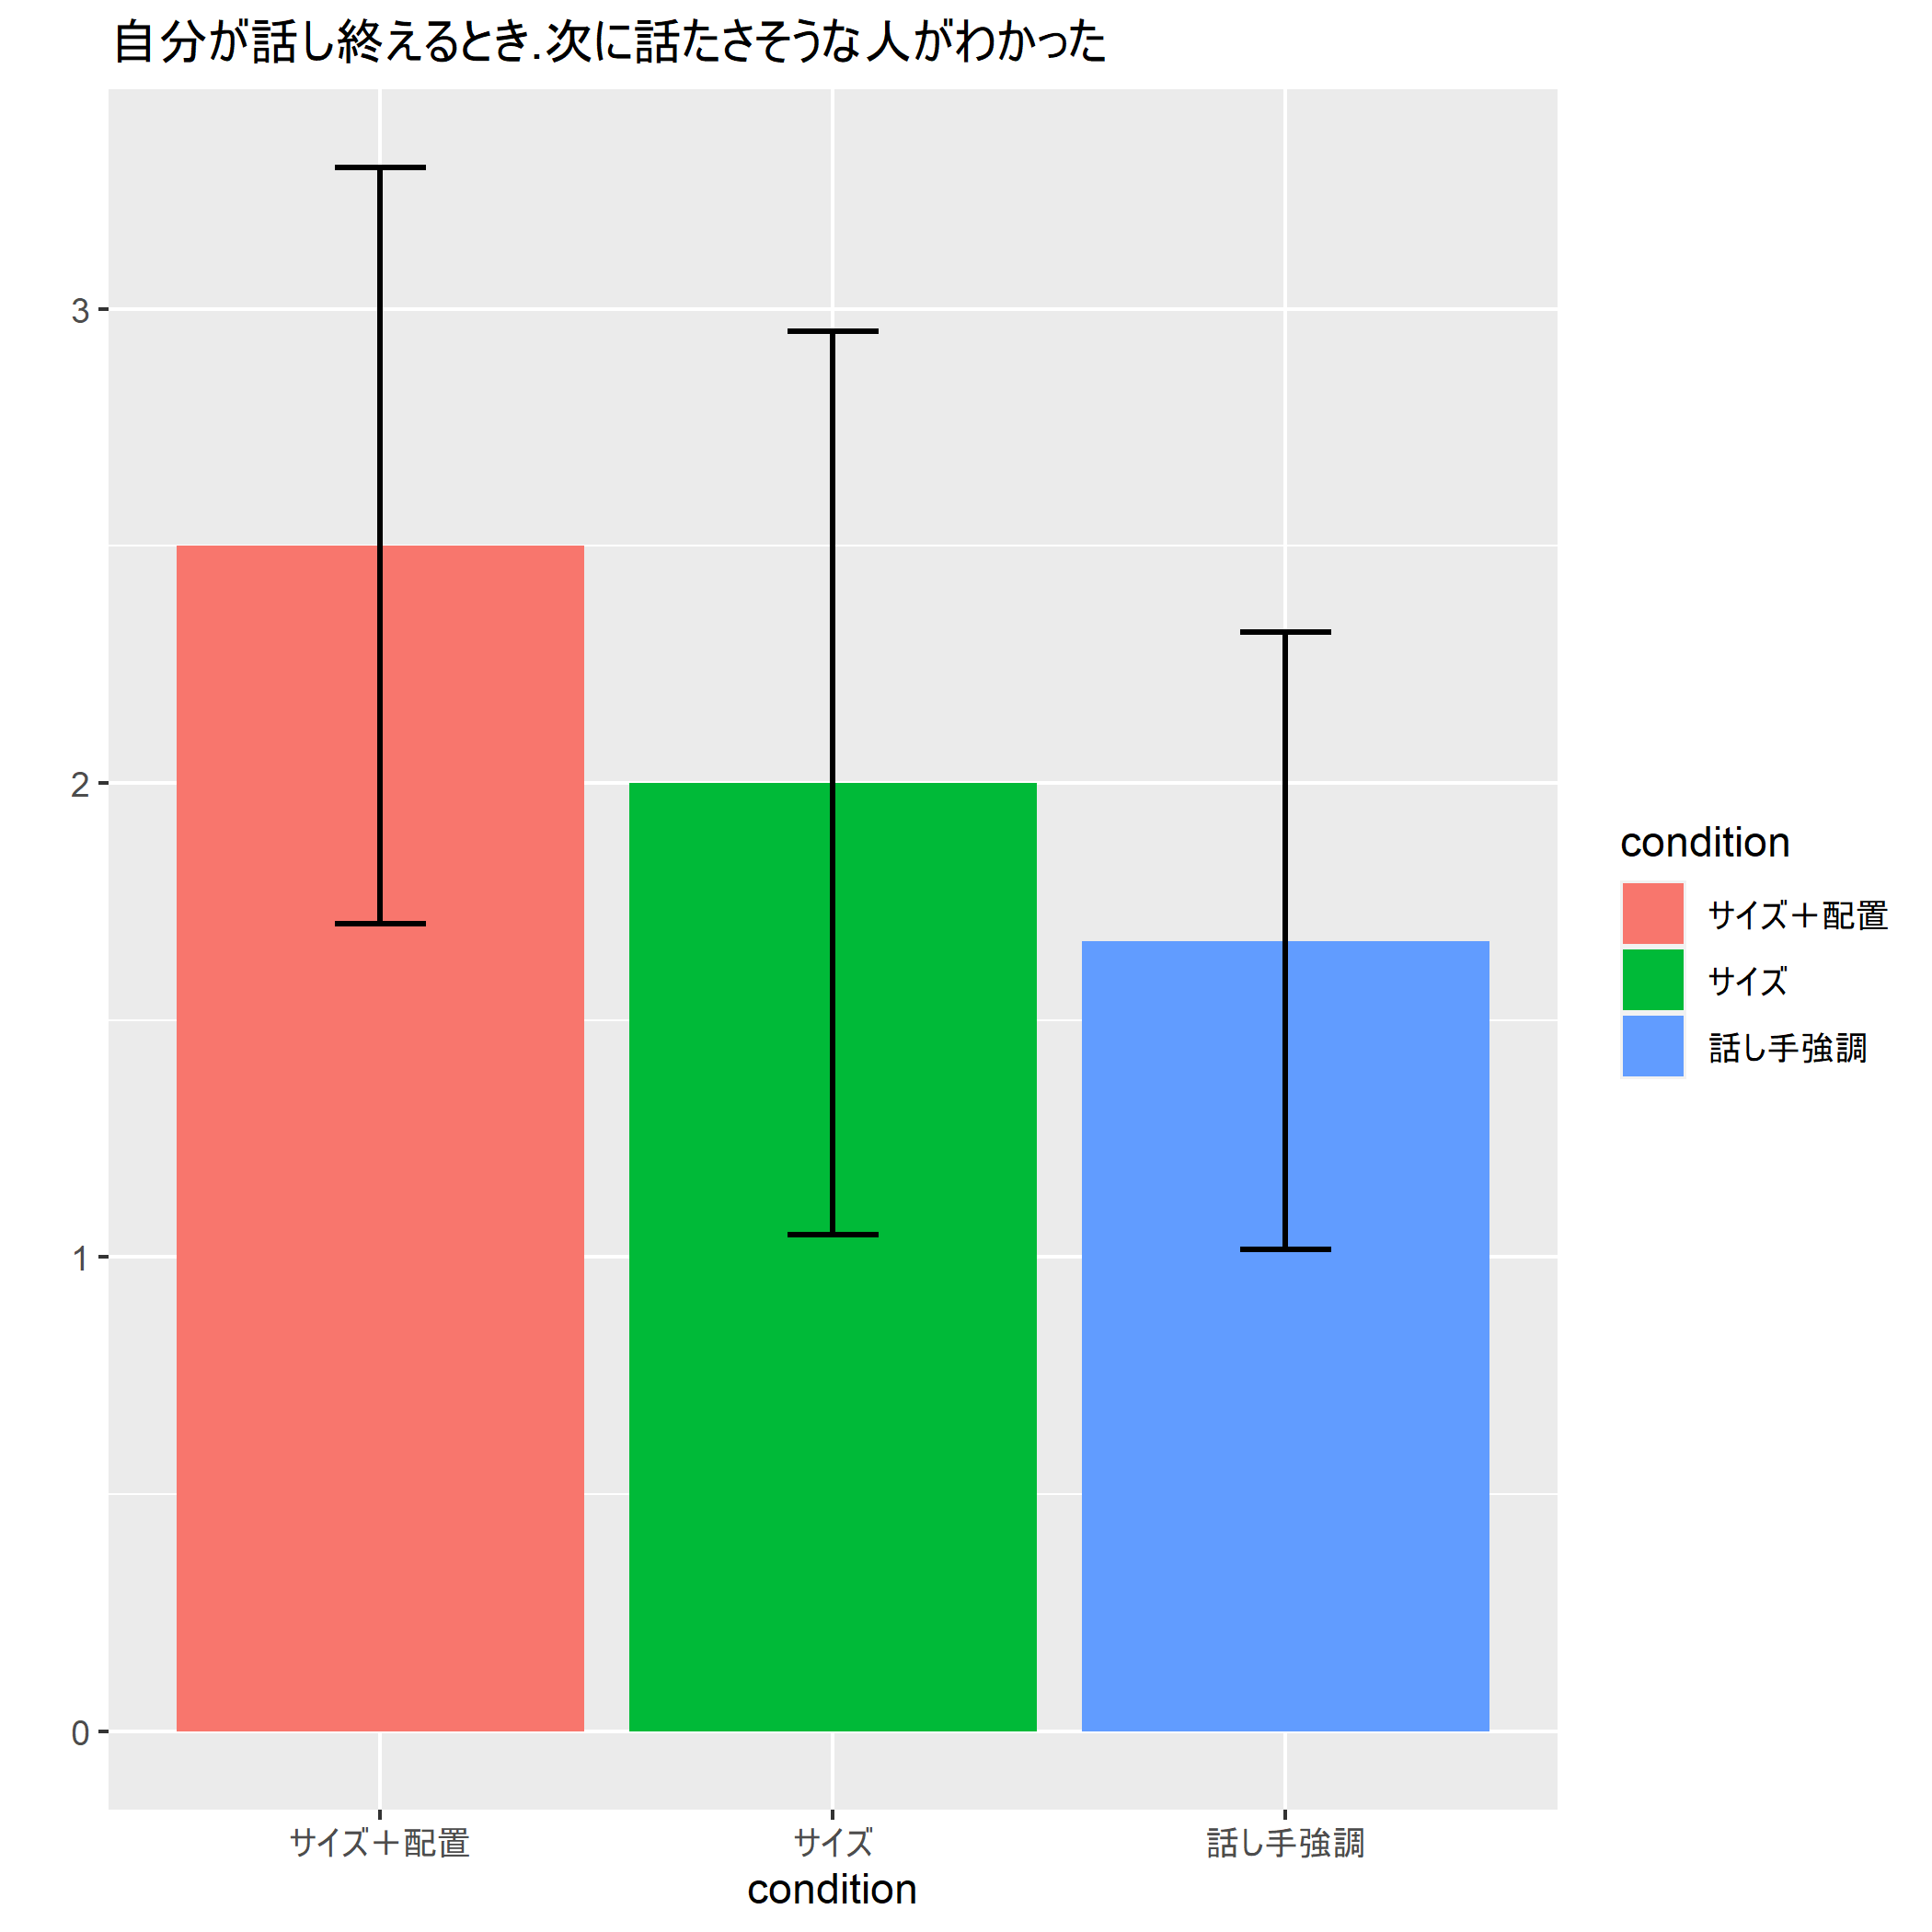 自分が話し終えるとき.次に話たさそうな人がわかった
3
2
1
0
サイズ＋配置
サイズ
話し手強調
condition
condition
サイズ＋配置
サイズ
話し手強調